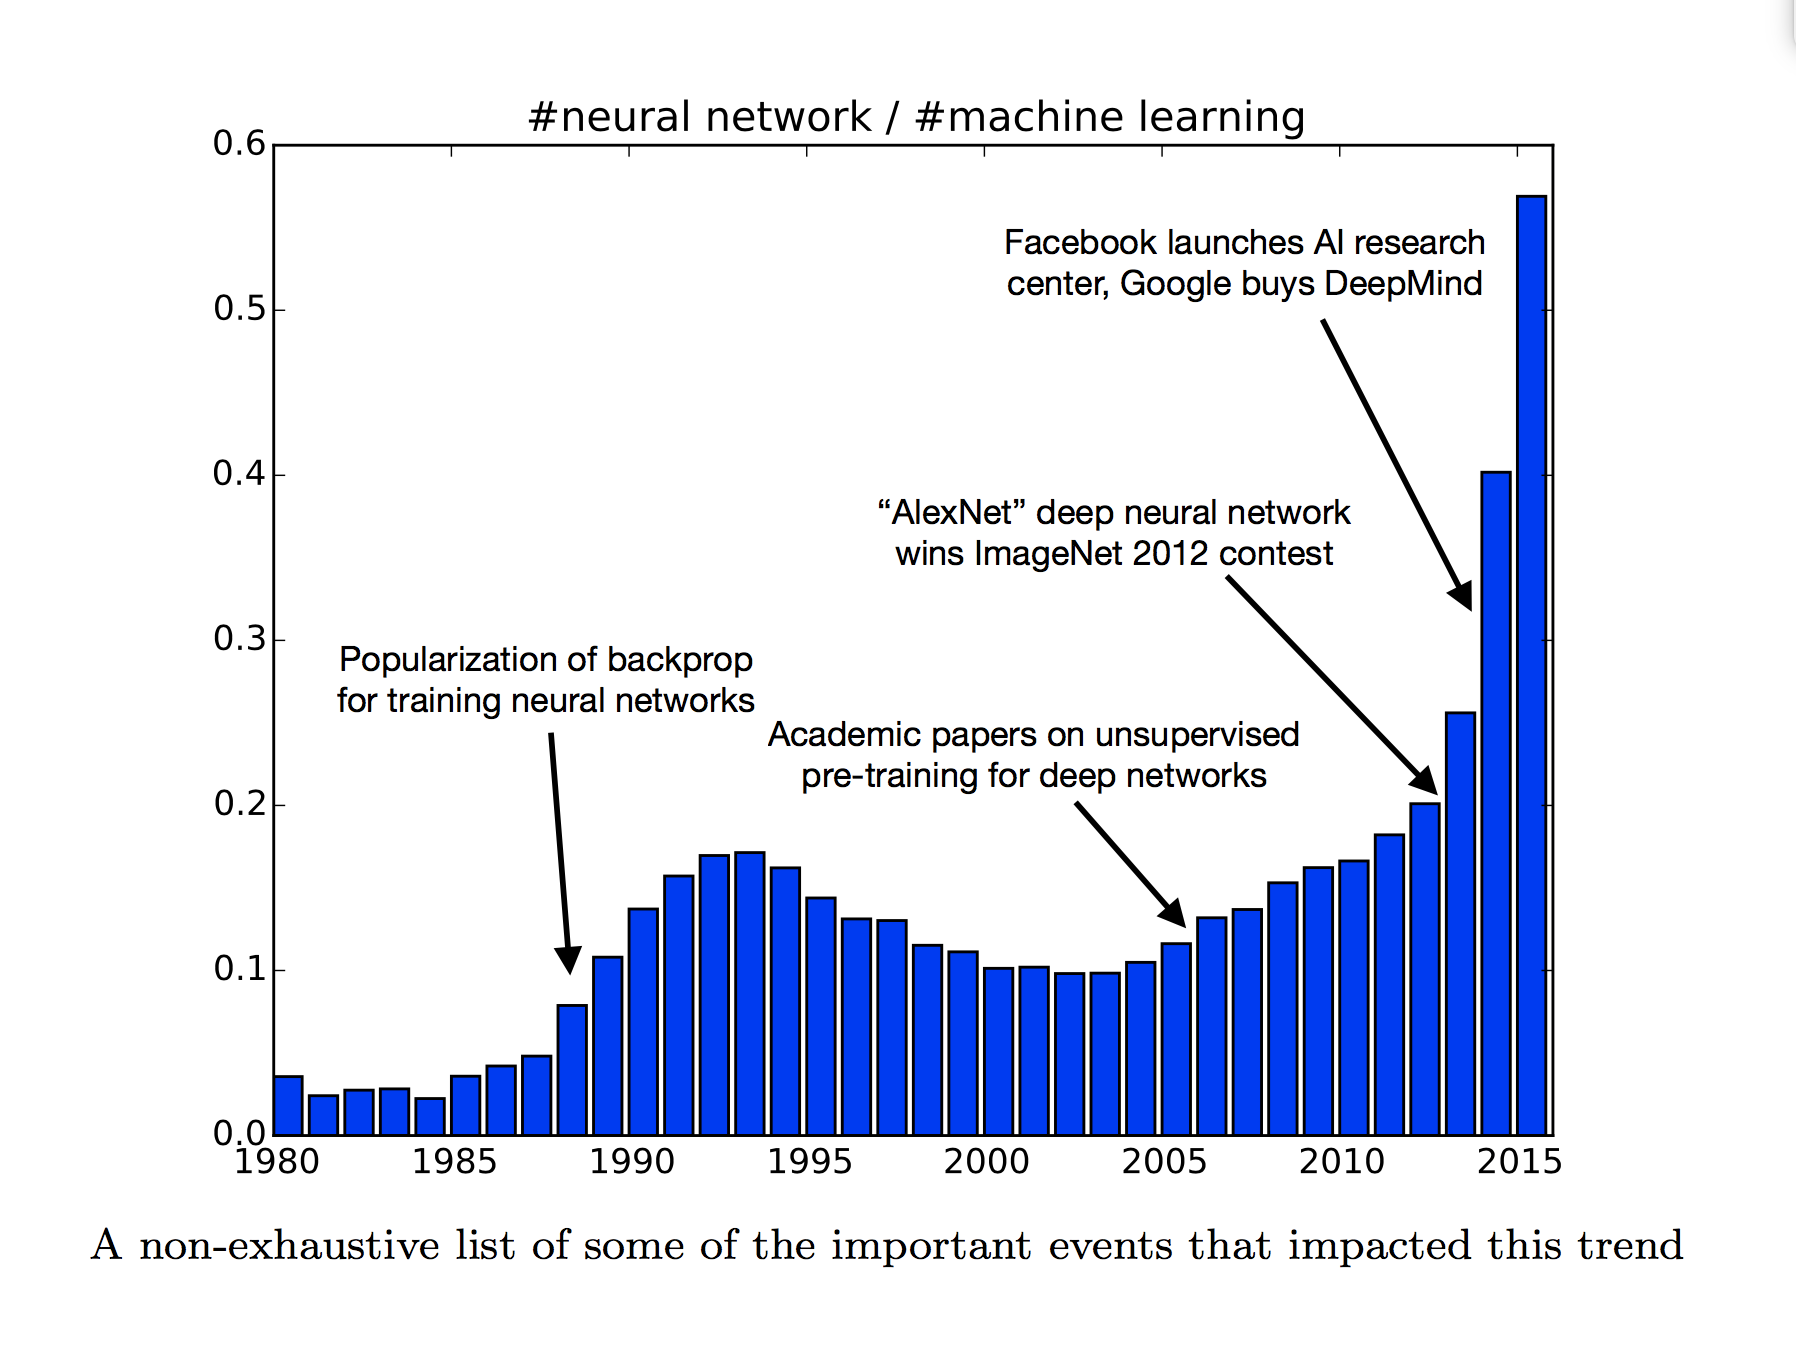 #neural network / #machine learning
0.6
Facebook launches AI research
center, Google buys DeepMind
0.5
0.4
“AlexNet” deep neural network
wins ImageNet 2012 contest
0.3
Popularization of backprop
for training neural networks
Academic papers on unsupervised
pre-training for deep networks
0.2
0.1
0.0
1980 1985 1990 1995 2000 2005 2010 2015
A non-exhaustive list of some of the important events that impacted this trend